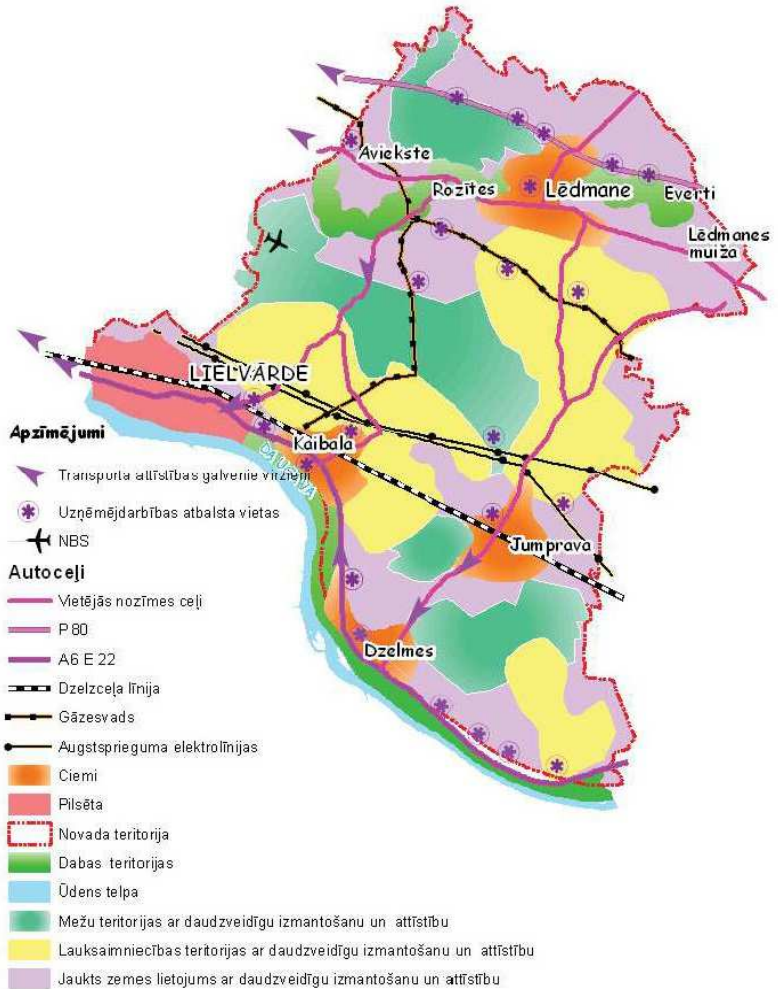 Aviekste
Rozītes
Lēdmane
Everti
Lēdmanes
muiža
LIELVĀRDE
Kaibala
DAUGAVA
Jumprava
Dzelmes
Apzīmējumi
Transporta attīstības galvenie virzieni
Uzņēmējdarbības atbalsta vietas
NBS
Autoceļi
Vietējās nozīmes ceļi
P 80
A6 E 22
Dzelzceļa līnija
Gāzesvads
Augstsprieguma elektrolīnijas
Ciemi
Pilsēta
Novada teritorija
Dabas teritorijas
Ūdens telpa
Mežu teritorijas ar daudzveidīgu izmantošanu un attīstību
Lauksaimniecības teritorijas ar daudzveidīgu izmantošanu un attīstību
Jaukts zemes lietojums ar daudzveidīgu izmantošanu un attīstību